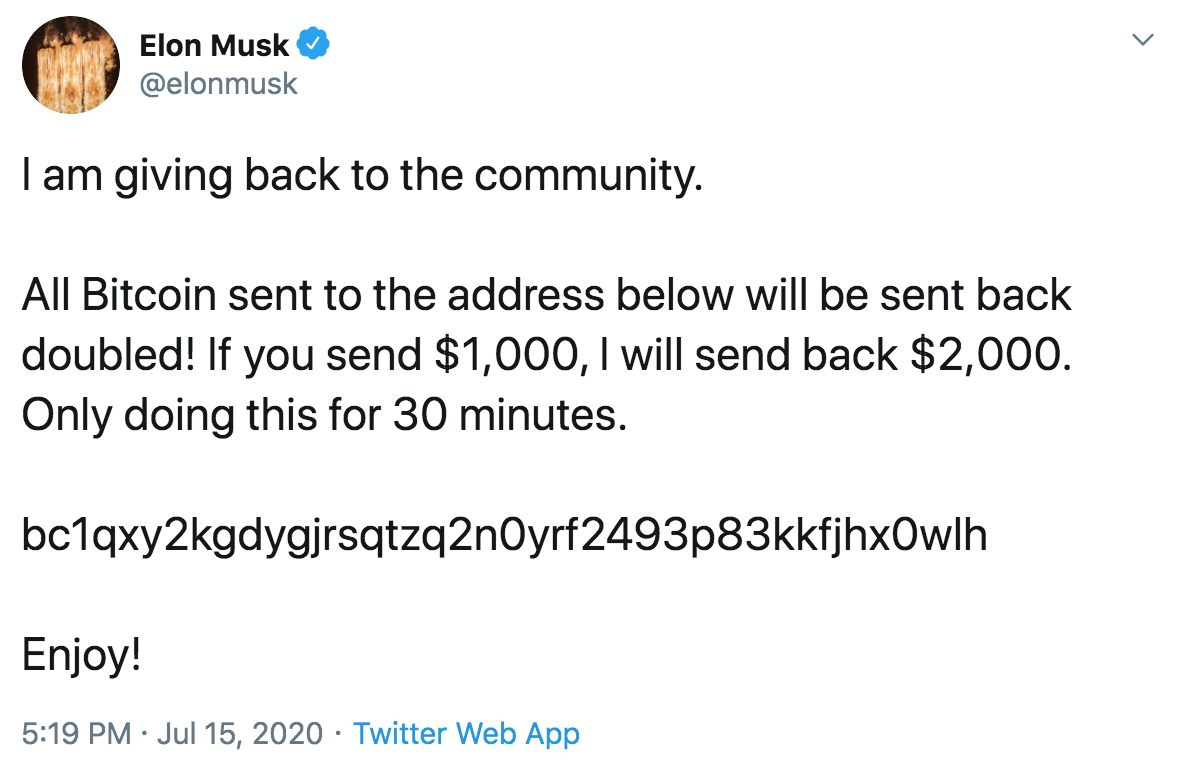 Elon Musk
@elonmusk
I am giving back to the community.
All Bitcoin sent to the address below will be sent back
doubled! If you send $1,000, I will send back $2,000.
Only doing this for 30 minutes.
bc1qxy2kgdygjrsqtzq2n0yrf2493p83kkfjhx0wlh
Enjoy!
5:19 PM · Jul 15, 2020 · Twitter Web App